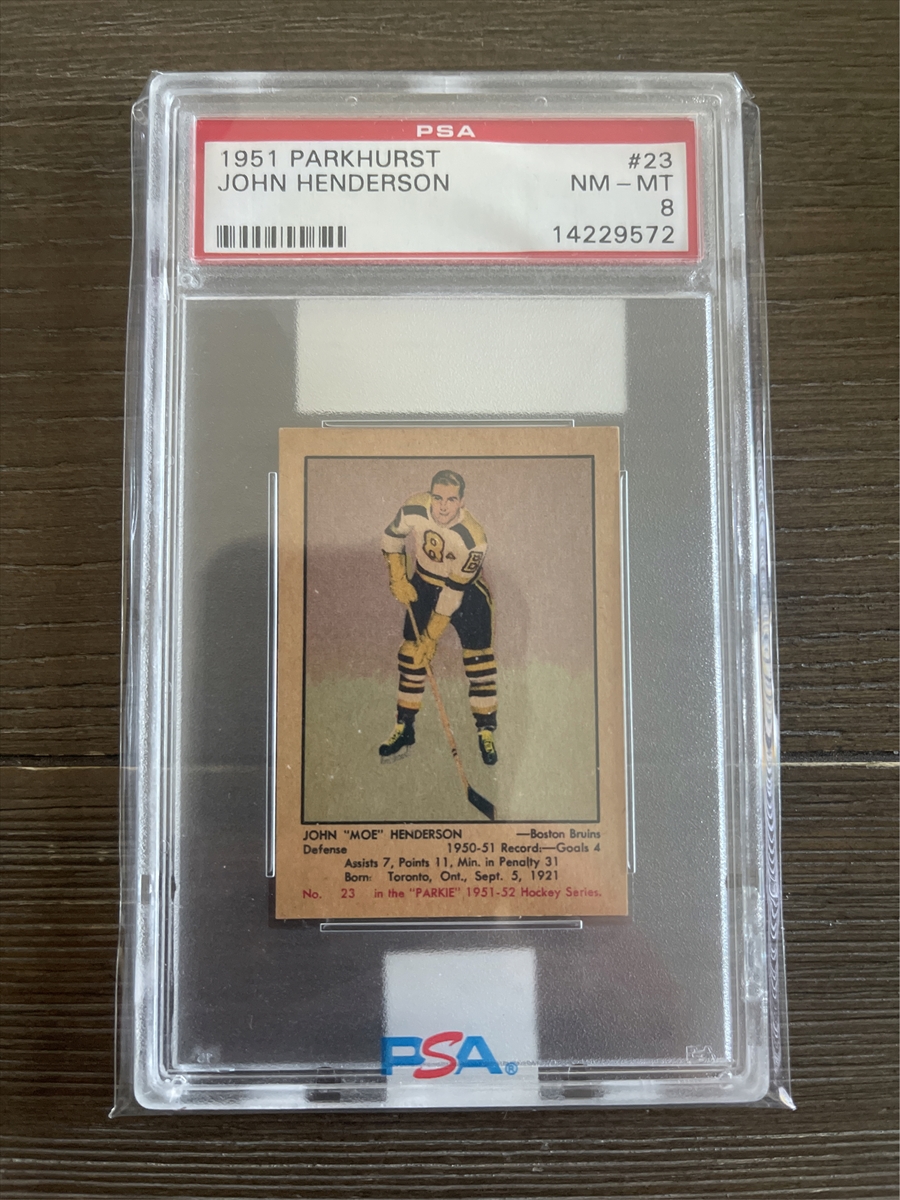 PSA
1951 PARKHURST #23
JOHN HENDERSON NM – MT
8
14229572
8 A B
JOHN "MOE" HENDERSON —Boston Bruins
Defense 1950-51 Record:—Goals 4
Assists 7, Points 11, Min. in Penalty 31
Born: Toronto, Ont., Sept. 5, 1921
No. 23 in the "PARKIE" 1951-52 Hockey Series.
PSA®